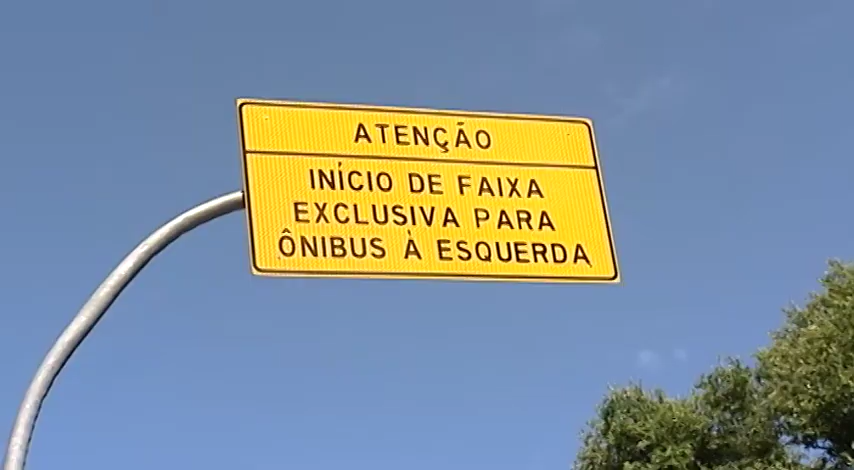 ATENÇÃO
INÍCIO DE FAIXA
EXCLUSIVA PARA
ÔNIBUS À ESQUERDA